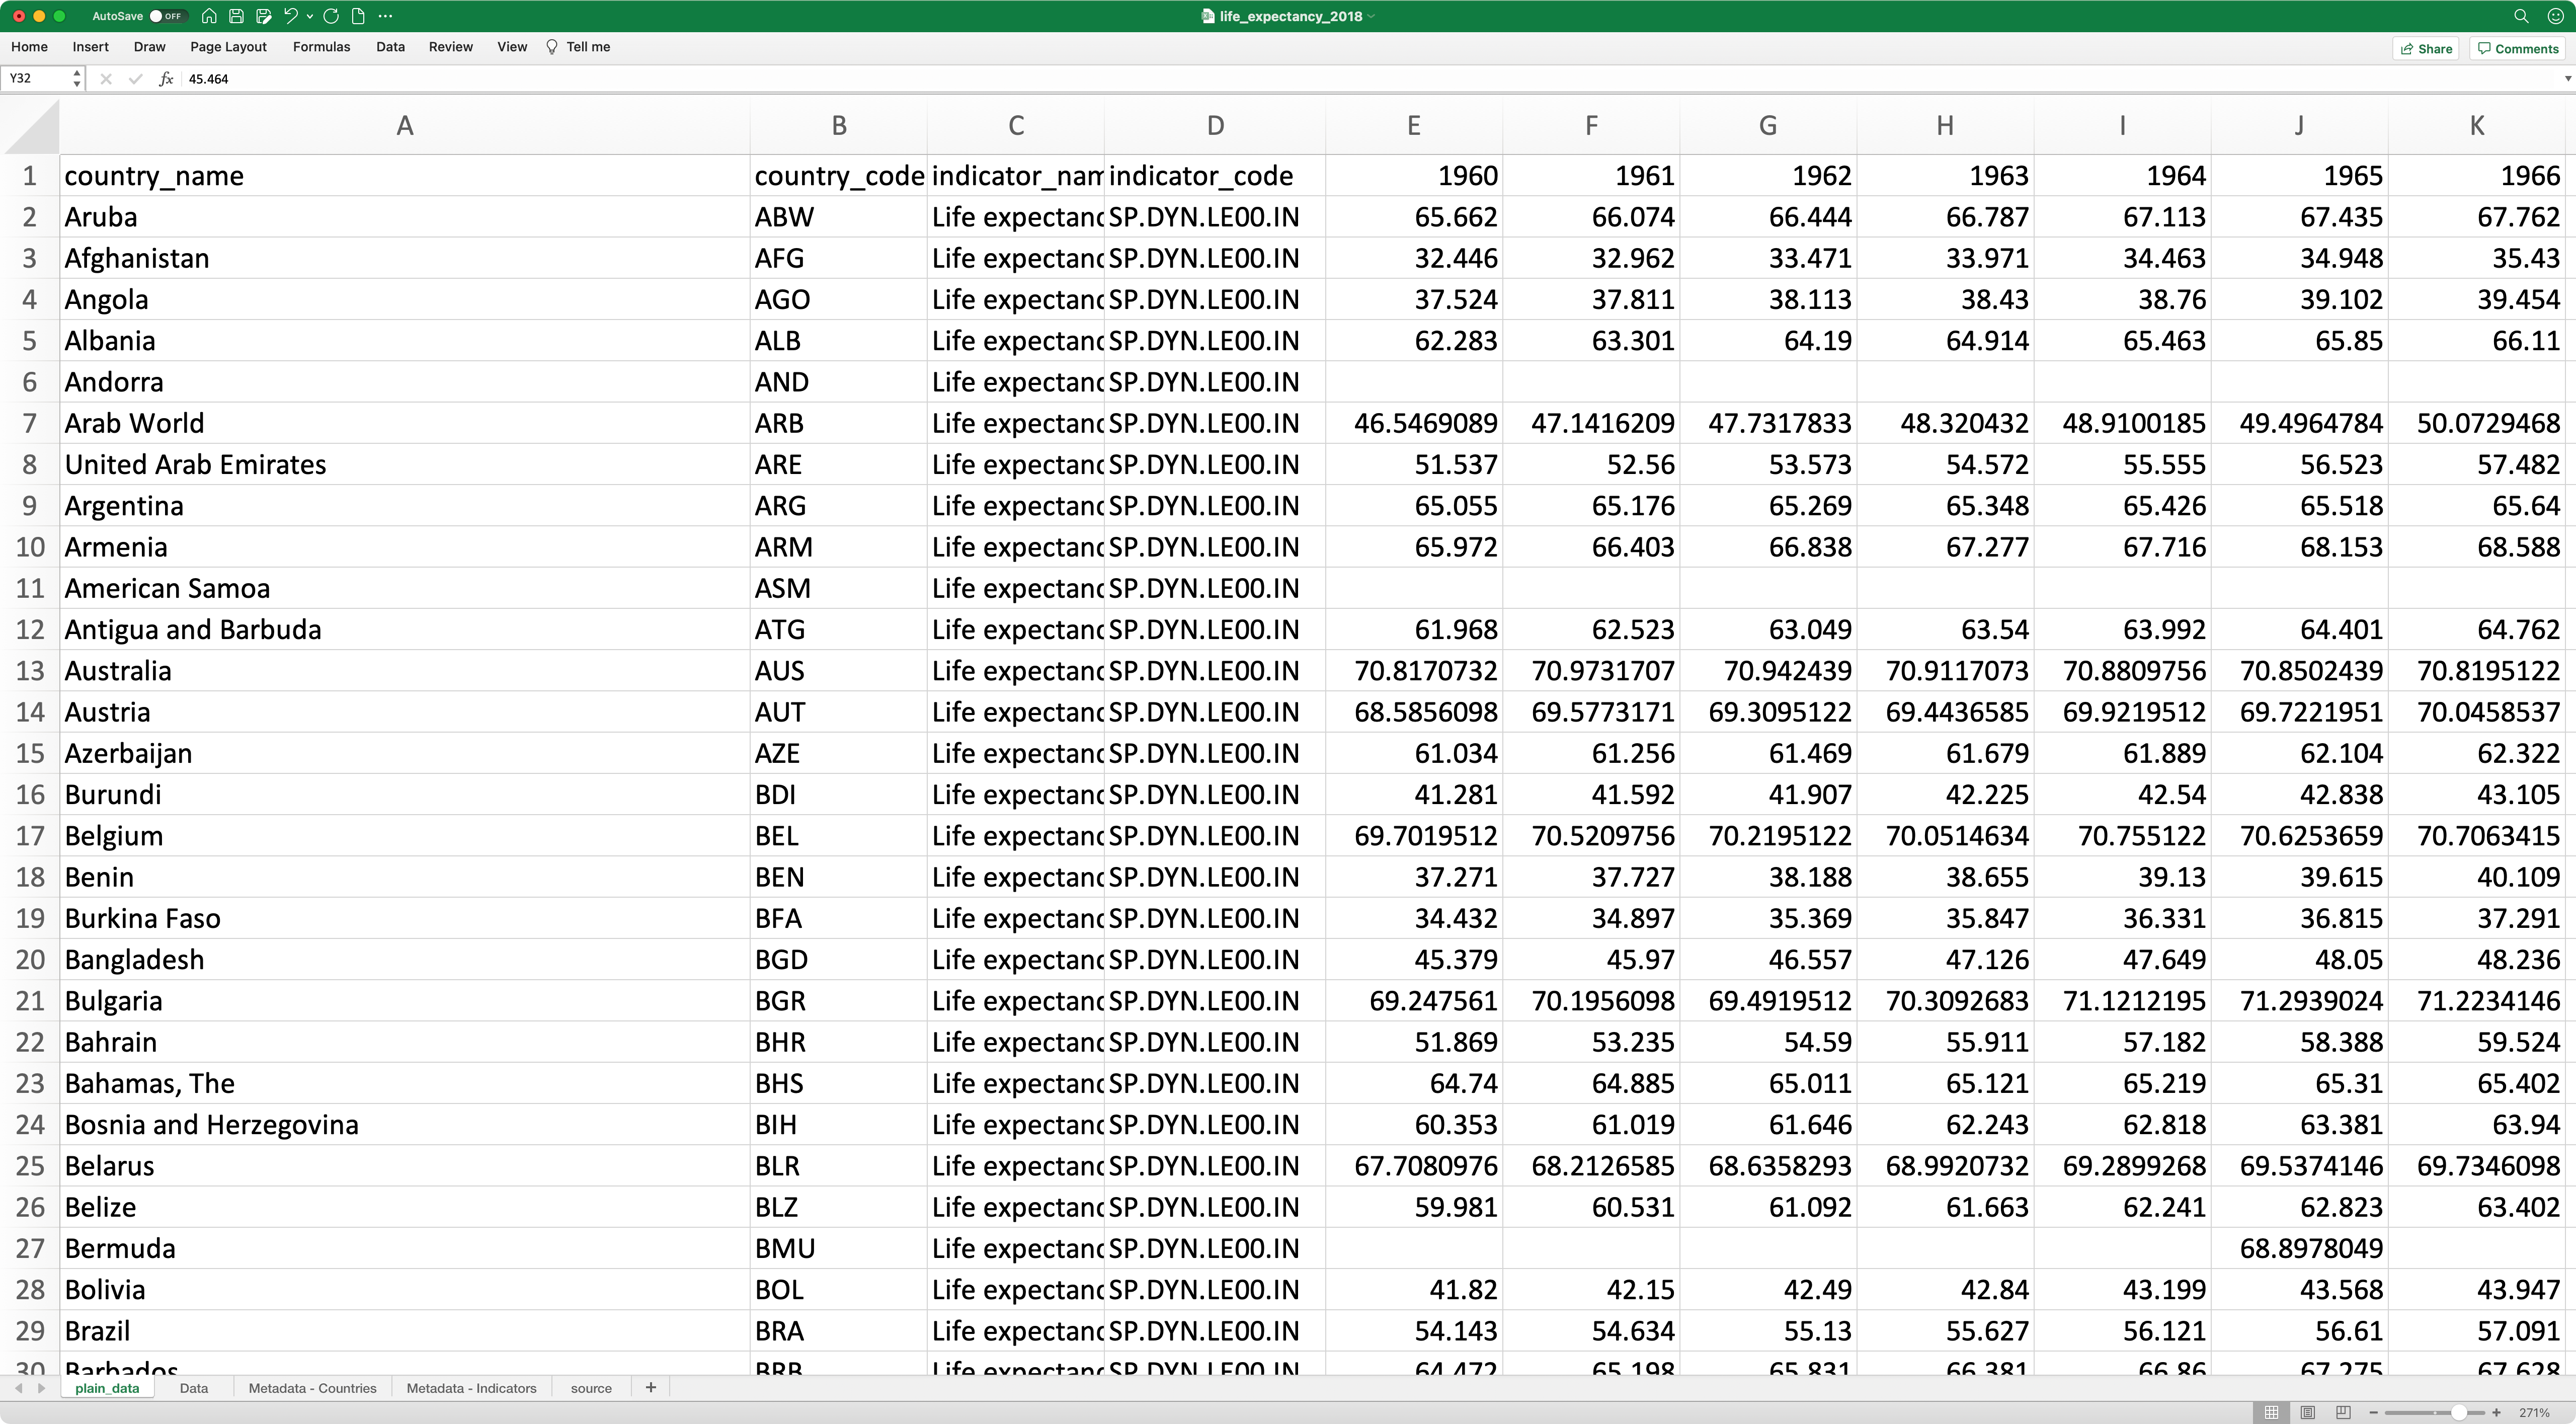 AutoSave OFF life_expectancy_2018
Home Insert Draw Page Layout Formulas Data Review View Tell me Share Comments
Y32 fx 45.464
A B C D E F G H I J K
1 country_name country_code indicator_nam indicator_code 1960 1961 1962 1963 1964 1965 1966
2 Aruba ABW Life expectanc SP.DYN.LE00.IN 65.662 66.074 66.444 66.787 67.113 67.435 67.762
3 Afghanistan AFG Life expectanc SP.DYN.LE00.IN 32.446 32.962 33.471 33.971 34.463 34.948 35.43
4 Angola AGO Life expectanc SP.DYN.LE00.IN 37.524 37.811 38.113 38.43 38.76 39.102 39.454
5 Albania ALB Life expectanc SP.DYN.LE00.IN 62.283 63.301 64.19 64.914 65.463 65.85 66.11
6 Andorra AND Life expectanc SP.DYN.LE00.IN
7 Arab World ARB Life expectanc SP.DYN.LE00.IN 46.5469089 47.1416209 47.7317833 48.320432 48.9100185 49.4964784 50.0729468
8 United Arab Emirates ARE Life expectanc SP.DYN.LE00.IN 51.537 52.56 53.573 54.572 55.555 56.523 57.482
9 Argentina ARG Life expectanc SP.DYN.LE00.IN 65.055 65.176 65.269 65.348 65.426 65.518 65.64
10 Armenia ARM Life expectanc SP.DYN.LE00.IN 65.972 66.403 66.838 67.277 67.716 68.153 68.588
11 American Samoa ASM Life expectanc SP.DYN.LE00.IN
12 Antigua and Barbuda ATG Life expectanc SP.DYN.LE00.IN 61.968 62.523 63.049 63.54 63.992 64.401 64.762
13 Australia AUS Life expectanc SP.DYN.LE00.IN 70.8170732 70.9731707 70.942439 70.9117073 70.8809756 70.8502439 70.8195122
14 Austria AUT Life expectanc SP.DYN.LE00.IN 68.5856098 69.5773171 69.3095122 69.4436585 69.9219512 69.7221951 70.0458537
15 Azerbaijan AZE Life expectanc SP.DYN.LE00.IN 61.034 61.256 61.469 61.679 61.889 62.104 62.322
16 Burundi BDI Life expectanc SP.DYN.LE00.IN 41.281 41.592 41.907 42.225 42.54 42.838 43.105
17 Belgium BEL Life expectanc SP.DYN.LE00.IN 69.7019512 70.5209756 70.2195122 70.0514634 70.755122 70.6253659 70.7063415
18 Benin BEN Life expectanc SP.DYN.LE00.IN 37.271 37.727 38.188 38.655 39.13 39.615 40.109
19 Burkina Faso BFA Life expectanc SP.DYN.LE00.IN 34.432 34.897 35.369 35.847 36.331 36.815 37.291
20 Bangladesh BGD Life expectanc SP.DYN.LE00.IN 45.379 45.97 46.557 47.126 47.649 48.05 48.236
21 Bulgaria BGR Life expectanc SP.DYN.LE00.IN 69.247561 70.1956098 69.4919512 70.3092683 71.1212195 71.2939024 71.2234146
22 Bahrain BHR Life expectanc SP.DYN.LE00.IN 51.869 53.235 54.59 55.911 57.182 58.388 59.524
23 Bahamas, The BHS Life expectanc SP.DYN.LE00.IN 64.74 64.885 65.011 65.121 65.219 65.31 65.402
24 Bosnia and Herzegovina BIH Life expectanc SP.DYN.LE00.IN 60.353 61.019 61.646 62.243 62.818 63.381 63.94
25 Belarus BLR Life expectanc SP.DYN.LE00.IN 67.7080976 68.2126585 68.6358293 68.9920732 69.2899268 69.5374146 69.7346098
26 Belize BLZ Life expectanc SP.DYN.LE00.IN 59.981 60.531 61.092 61.663 62.241 62.823 63.402
27 Bermuda BMU Life expectanc SP.DYN.LE00.IN 68.8978049
28 Bolivia BOL Life expectanc SP.DYN.LE00.IN 41.82 42.15 42.49 42.84 43.199 43.568 43.947
29 Brazil BRA Life expectanc SP.DYN.LE00.IN 54.143 54.634 55.13 55.627 56.121 56.61 57.091
30 Barbados BRB Life expectanc SP.DYN.LE00.IN 64.472 65.198 65.831 66.381 66.86 67.275 67.628
plain_data Data Metadata - Countries Metadata - Indicators source +
271%